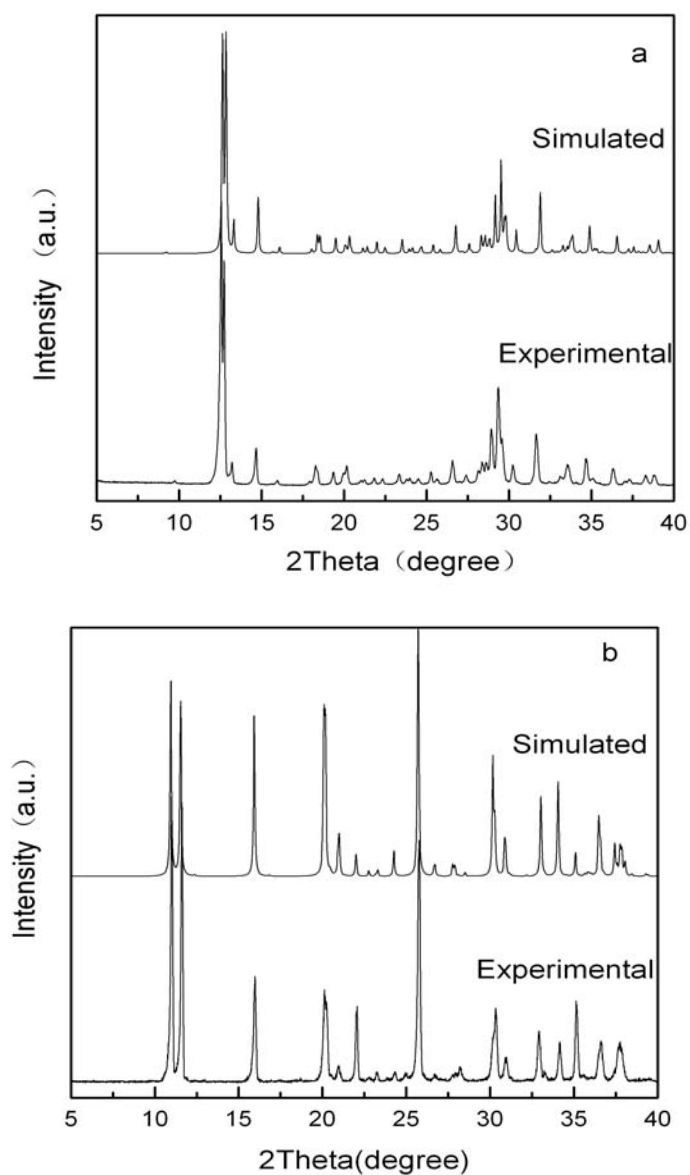 a
Simulated
Experimental
Intensity （a.u.）
5 10 15 20 25 30 35 40
2Theta（degree）
b
Simulated
Experimental
Intensity（a.u.）
5 10 15 20 25 30 35 40
2Theta(degree)